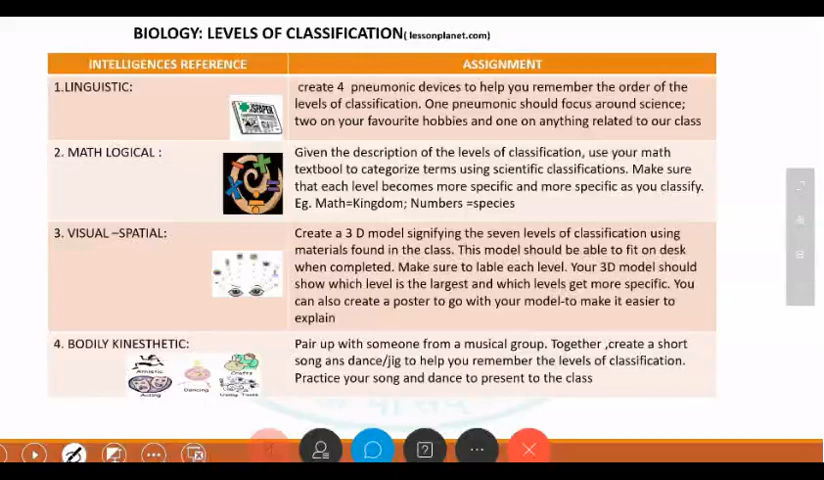 BIOLOGY: LEVELS OF CLASSIFICATION( lessonplanet.com)
INTELLIGENCES REFERENCE
ASSIGNMENT
1.LINGUISTIC:
create 4 pneumonic devices to help you remember the order of the
levels of classification. One pneumonic should focus around science;
two on your favourite hobbies and one on anything related to our class
2. MATH LOGICAL :
Given the description of the levels of classification, use your math
textbool to categorize terms using scientific classifications. Make sure
that each level becomes more specific and more specific as you classify.
Eg. Math=Kingdom; Numbers =species
3. VISUAL –SPATIAL:
Create a 3 D model signifying the seven levels of classification using
materials found in the class. This model should be able to fit on desk
when completed. Make sure to lable each level. Your 3D model should
show which level is the largest and which levels get more specific. You
can also create a poster to go with your model-to make it easier to
explain
4. BODILY KINESTHETIC:
Athletic
Crafts
Dancing
Acting
Using Tools
Pair up with someone from a musical group. Together ,create a short
song ans dance/jig to help you remember the levels of classification.
Practice your song and dance to present to the class